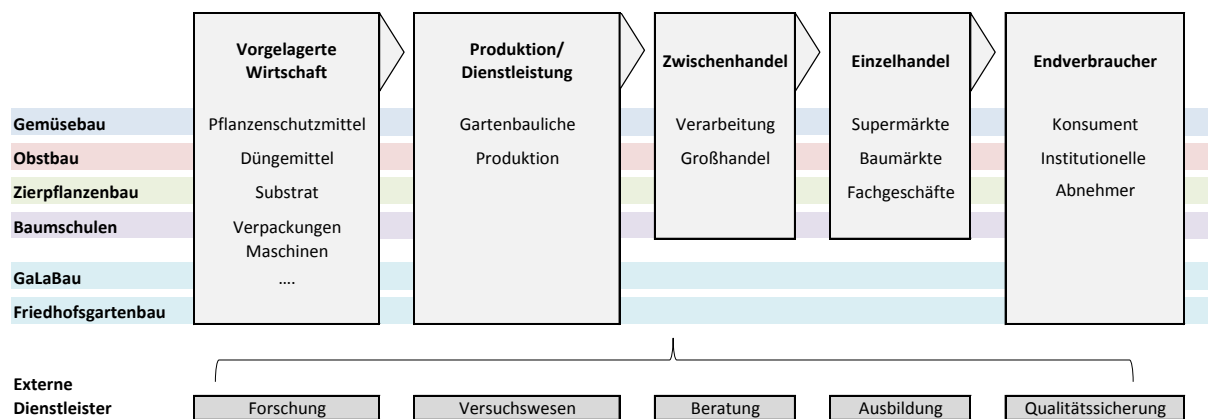 Vorgelagerte
Wirtschaft
Produktion/
Dienstleistung
Zwischenhandel
Einzelhandel
Endverbraucher
Gemüsebau
Pflanzenschutzmittel
Gartenbauliche
Verarbeitung
Supermärkte
Konsument
Obstbau
Düngemittel
Produktion
Großhandel
Baumärkte
Institutionelle
Zierpflanzenbau
Substrat
Fachgeschäfte
Abnehmer
Baumschulen
Verpackungen
Maschinen
GaLaBau
....
Friedhofsgartenbau
Externe
Dienstleister
Forschung
Versuchswesen
Beratung
Ausbildung
Qualitätssicherung